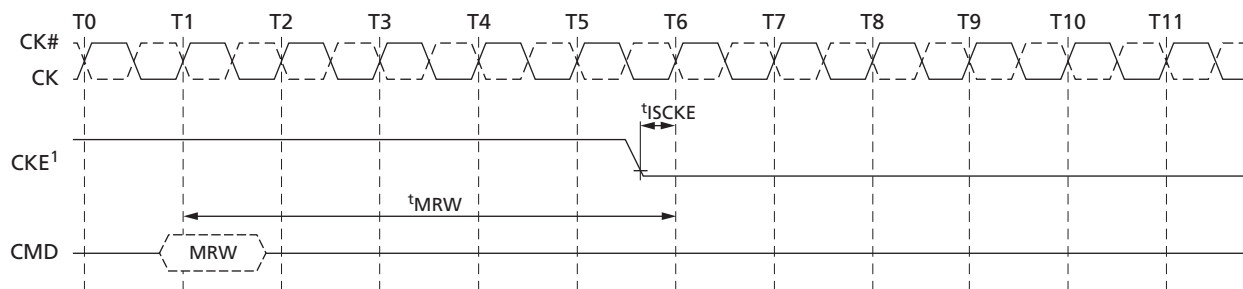 T0 T1 T2 T3 T4 T5 T6 T7 T8 T9 T10 T11
CK#
CK
tISCKE
CKE1
tMRW
CMD MRW